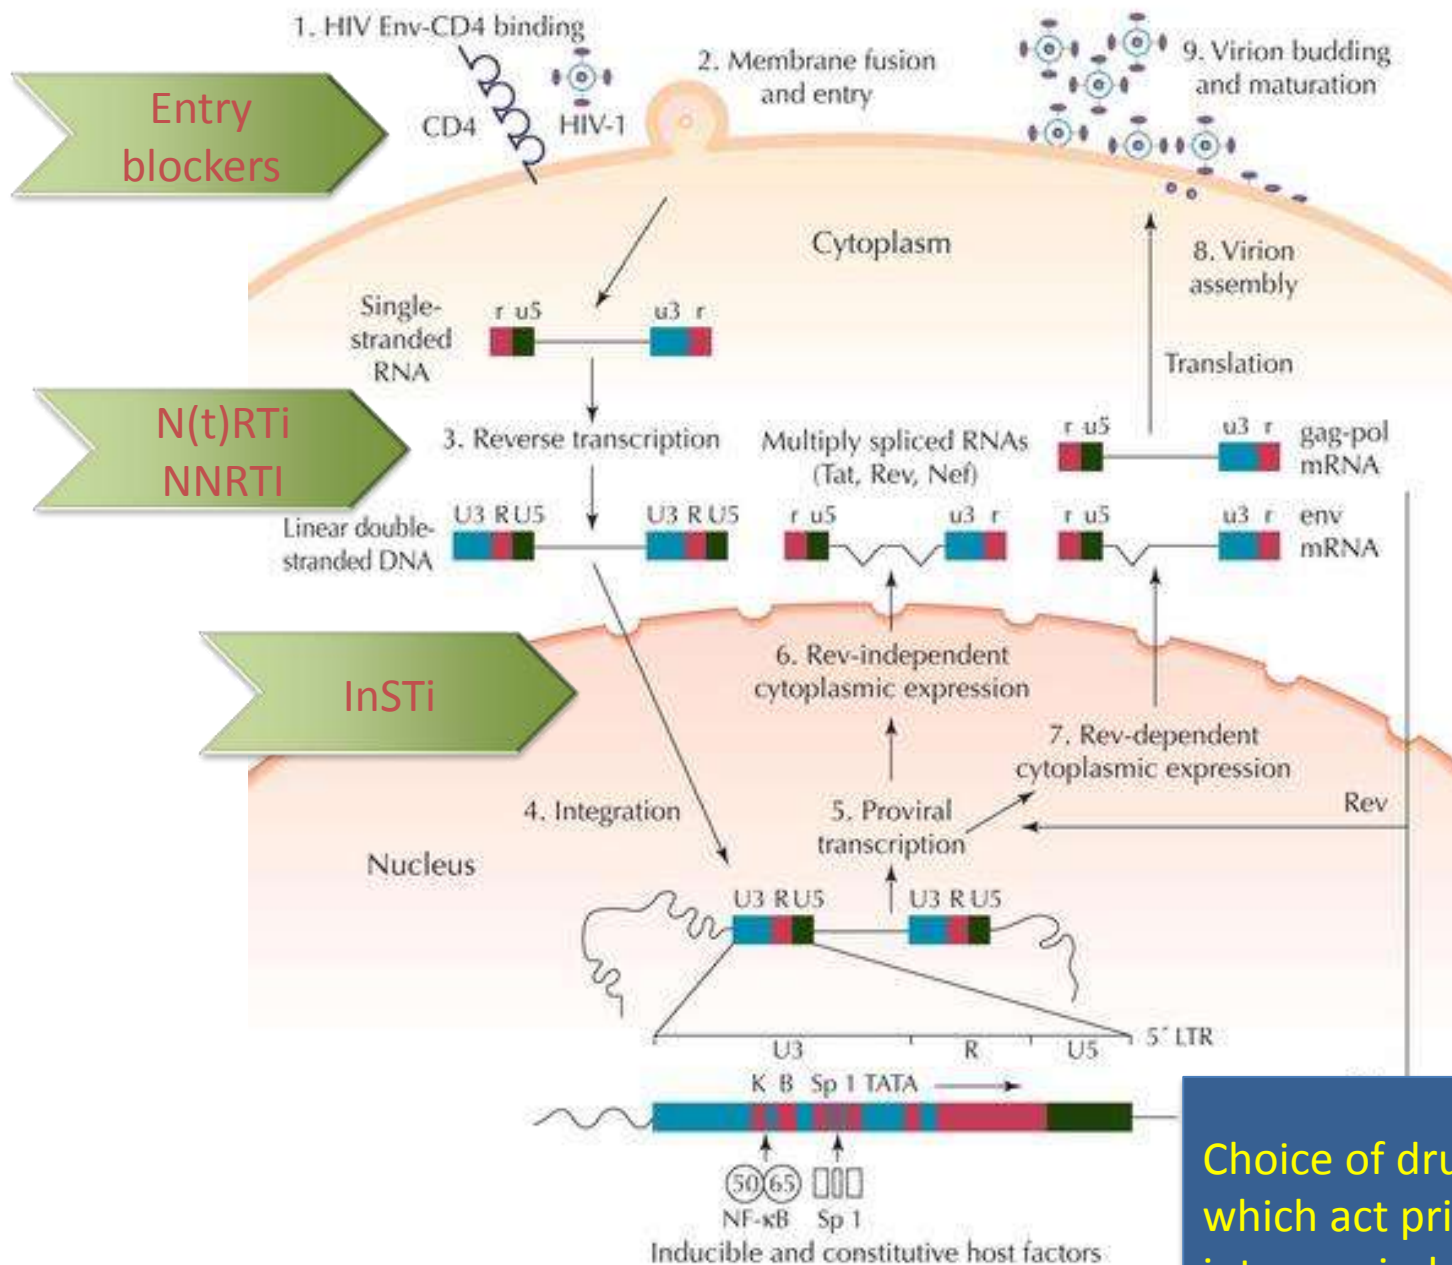 1. HIV Env-CD4 binding
CD4
HIV-1
2. Membrane fusion
and entry
9. Virion budding
and maturation
Entry
blockers
Cytoplasm
8. Virion
assembly
Single-
stranded
RNA
r u5
u3 r
Translation
N(t)RTi
NNRTI
3. Reverse transcription
Multiply spliced RNAs
(Tat, Rev, Nef)
r u5
u3 r
gag-pol
mRNA
Linear double-
stranded DNA
U3 R U5
U3 R U5
r u5
u3 r
r u5
u3 r
env
mRNA
InSTi
6. Rev-independent
cytoplasmic expression
7. Rev-dependent
cytoplasmic expression
4. Integration
5. Proviral
transcription
Rev
Nucleus
U3 R U5
U3 R U5
5´ LTR
U3
R
U5
K B Sp 1 TATA
50 65
NF-κB
Sp 1
Inducible and constitutive host factors
Choice of dru
which act pri